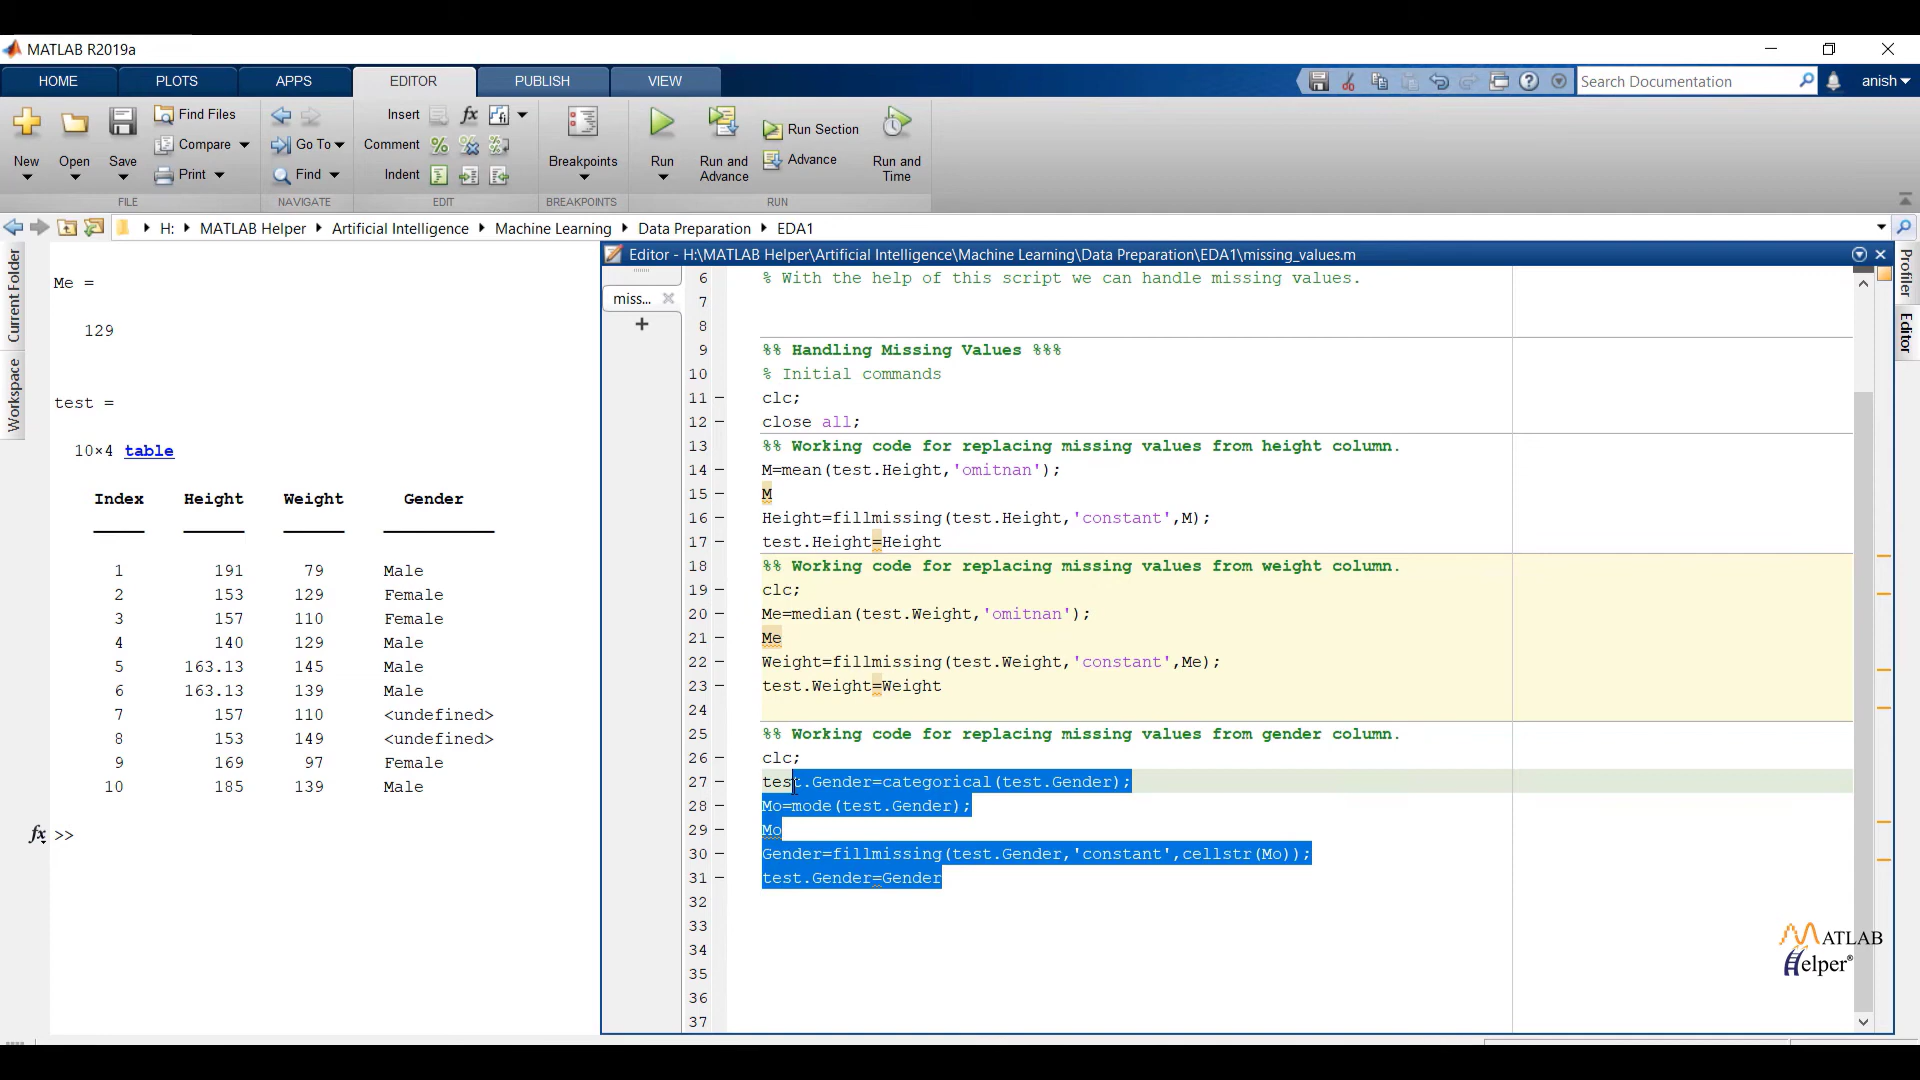 MATLAB R2019a
HOME PLOTS APPS EDITOR PUBLISH VIEW
Search Documentation
anish
New Open Save
Find Files
Compare
Print
FILE
Go To
Find
NAVIGATE
Insert fx
Comment
Indent
EDIT
Breakpoints
BREAKPOINTS
Run
Run and Advance
Run Section
Advance
Run and Time
RUN
H: MATLAB Helper Artificial Intelligence Machine Learning Data Preparation EDA1
Current Folder
Workspace
Me =
129
test =
10×4 table
Index Height Weight Gender
1 191 79 Male
2 153 129 Female
3 157 110 Female
4 140 129 Male
5 163.13 145 Male
6 163.13 139 Male
7 157 110 <undefined>
8 153 149 <undefined>
9 169 97 Female
10 185 139 Male
fx >>
Editor - H:\MATLAB Helper\Artificial Intelligence\Machine Learning\Data Preparation\EDA1\missing_values.m
miss...
+
6 % With the help of this script we can handle missing values.
7
8
9 %% Handling Missing Values %%%
10 % Initial commands
11 – clc;
12 – close all;
13 %% Working code for replacing missing values from height column.
14 – M=mean(test.Height,'omitnan');
15 – M
16 – Height=fillmissing(test.Height,'constant',M);
17 – test.Height=Height
18 %% Working code for replacing missing values from weight column.
19 – clc;
20 – Me=median(test.Weight,'omitnan');
21 – Me
22 – Weight=fillmissing(test.Weight,'constant',Me);
23 – test.Weight=Weight
24
25 %% Working code for replacing missing values from gender column.
26 – clc;
27 – test.Gender=categorical(test.Gender);
28 – Mo=mode(test.Gender);
29 – Mo
30 – Gender=fillmissing(test.Gender,'constant',cellstr(Mo));
31 – test.Gender=Gender
32
33
34
35
36
37
Profiler
Editor
MATLAB
Helper®